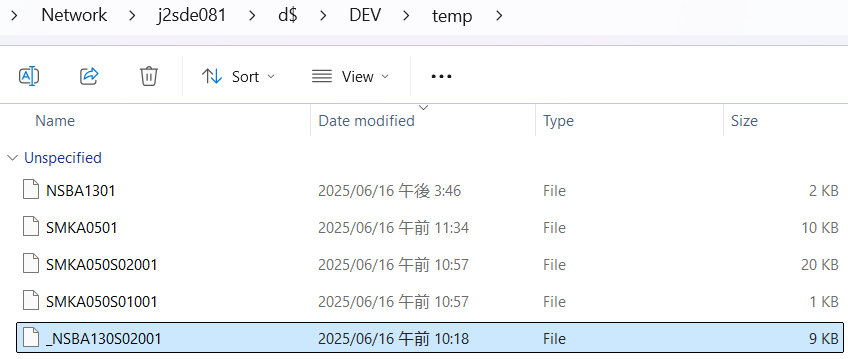 Network j2sde081 d$ DEV temp
Sort View
Name Date modified Type Size
Unspecified
NSBA1301 2025/06/16 午後 3:46 File 2 KB
SMKA0501 2025/06/16 午前 11:34 File 10 KB
SMKA050S02001 2025/06/16 午前 10:57 File 20 KB
SMKA050S01001 2025/06/16 午前 10:57 File 1 KB
_NSBA130S02001 2025/06/16 午前 10:18 File 9 KB